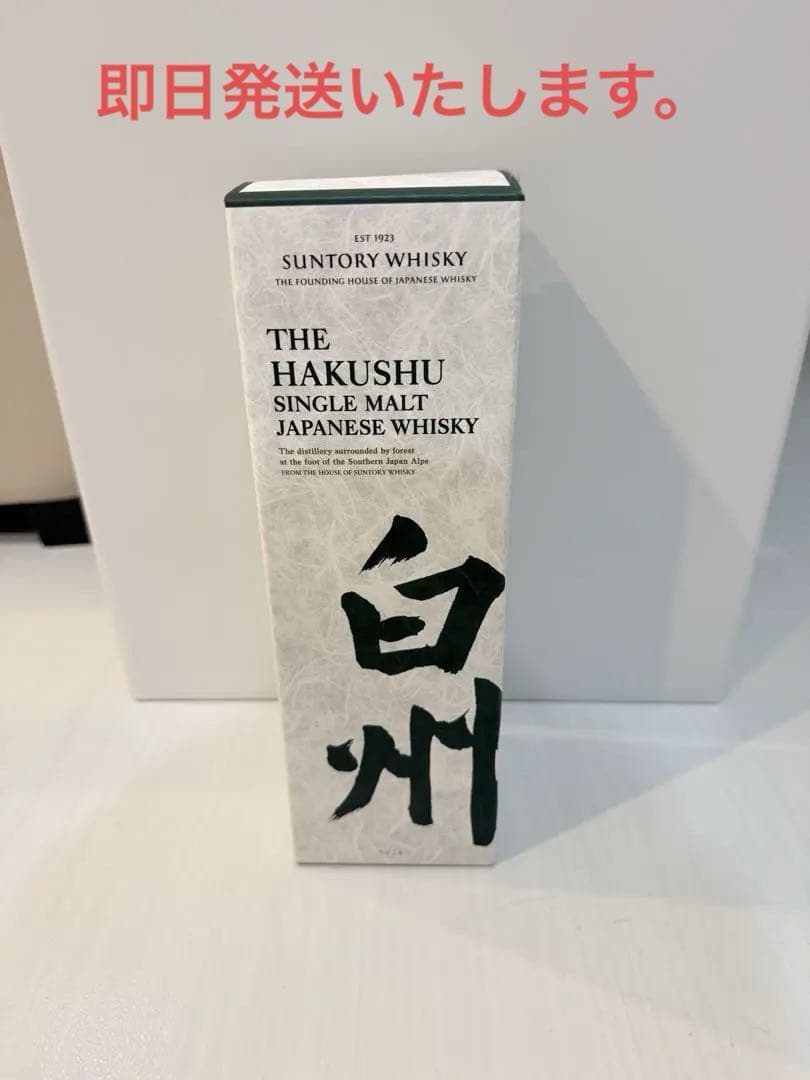 即日発送いたします。
EST 1923
SUNTORY WHISKY
THE FOUNDING HOUSE OF JAPANESE WHISKY
THE
HAKUSHU
SINGLE MALT
JAPANESE WHISKY
The distillery surrounded by forest
at the foot of the Southern Japan Alps
FROM THE HOUSE OF SUNTORY WHISKY
白
州